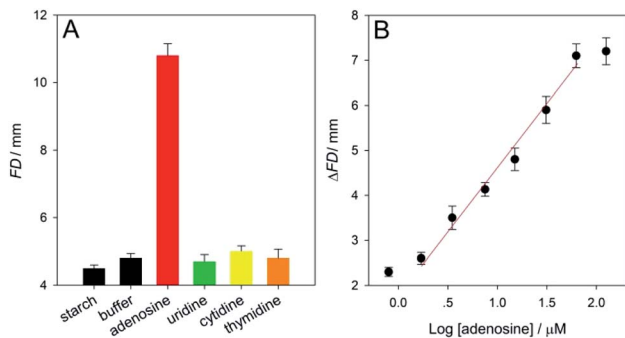 A
12
10
8
6
4
FD / mm
starch
buffer
adenosine
uridine
cytidine
thymidine
B
8
7
6
5
4
3
2
ΔFD/ mm
0.0 .5 1.0 1.5 2.0
Log [adenosine] / μM